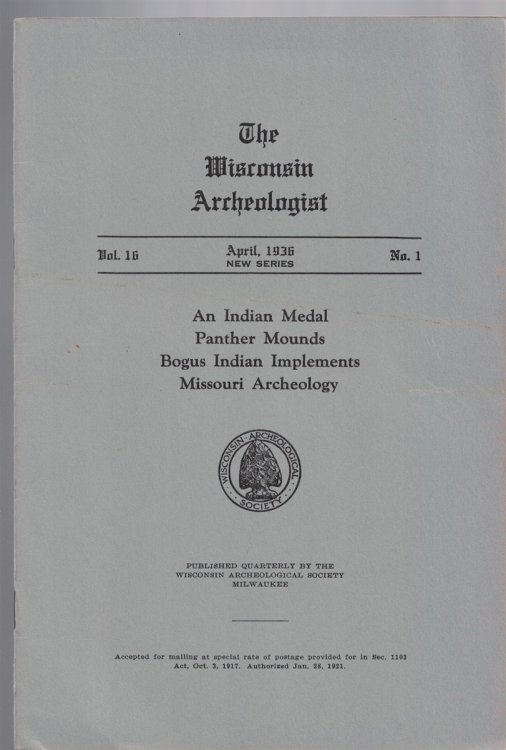 The
Wisconsin
Archeologist
Vol. 16
April, 1936
NEW SERIES
No. 1
An Indian Medal
Panther Mounds
Bogus Indian Implements
Missouri Archeology
WISCONSIN · ARCHEOLOGICAL
SOCIETY
PUBLISHED QUARTERLY BY THE
WISCONSIN ARCHEOLOGICAL SOCIETY
MILWAUKEE
Accepted for mailing at special rate of postage provided for in Sec. 1103
Act, Oct. 3, 1917. Authorized Jan. 28, 1921.